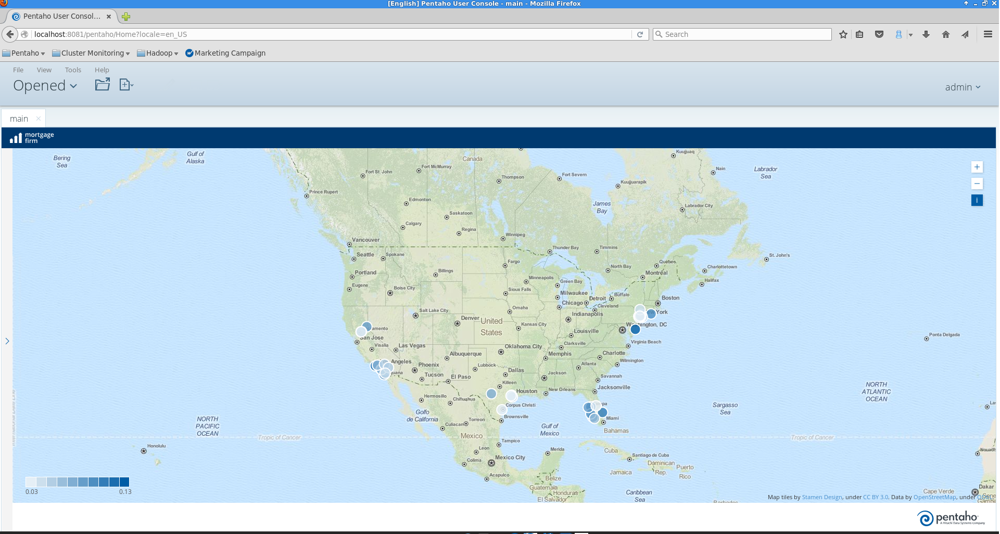 [English] Pentaho User Console - main - Mozilla Firefox
Pentaho User Consol...
localhost:8081/pentaho/Home?locale=en_US
Search
Pentaho
Cluster Monitoring
Hadoop
Marketing Campaign
File View Tools Help
Opened
admin
main
mortgage
firm
Bering
Sea
Gulf of
Alaska
Canada
Kuujjuaq
Nain
Labrador
Sea
Fort St. John
Fort McMurray
Thompson
Fort Severn
Kuujjuarapik
Prince Rupert
Edmonton
James
Bay
Labrador City
Saskatoon
Calgary
Regina
Winnipeg
Vancouver
Thunder Bay
Timmins
Seattle
Spokane
Fargo
Québec
St. John's
North Bay
Charlottetown
Portland
Billings
Minneapolis
Montréal
Halifax
Eugene
Boise City
Sioux Falls
Green Bay
Milwaukee
Detroit
Buffalo
Boston
Chicago
Cleveland
Salt Lake City
Omaha
Indianapolis
York
Denver
United
States
Kansas City
Washington, DC
amento
Louisville
San Jose
Visalia
Las Vegas
Oklahoma City
Clarksville
Virginia Beach
Ponta Delgada
Albuquerque
Memphis
Charlotte
Angeles
Phoenix
Lubbock
Atlanta
Wilmington
uana
Tucson
El Paso
Dallas
Jackson
Savannah
Killeen
Jacksonville
Houston
New Orleans
NORTH
ATLANTIC
OCEAN
Hermosillo
Chihuahua
Corpus Christi
pa
Sargasso
Sea
Las
Golfo
de California
Torreon
Brownsville
Miami
NORTH
PACIFIC
OCEAN
Culiacan
Gulf of
Mexico
Bahamas
Mexico
Tropic of Cancer
Tropic of Cancer
Honolulu
Tampico
Leon
Merida
Cuba
Nouadh
Colima
Mexico City
Santiago de Cuba
Dominican
Rep.
Puerto
Rico
Acapulco
Belize
Jamaica
Guatemala
Honduras
El Salvador
Caribbean
Sea
Barbados
Cape Verde
Dakar
+
−
i
0.03
0.13
Map tiles by Stamen Design, under CC BY 3.0. Data by OpenStreetMap, under
pentaho
A Hitachi Data Systems Company